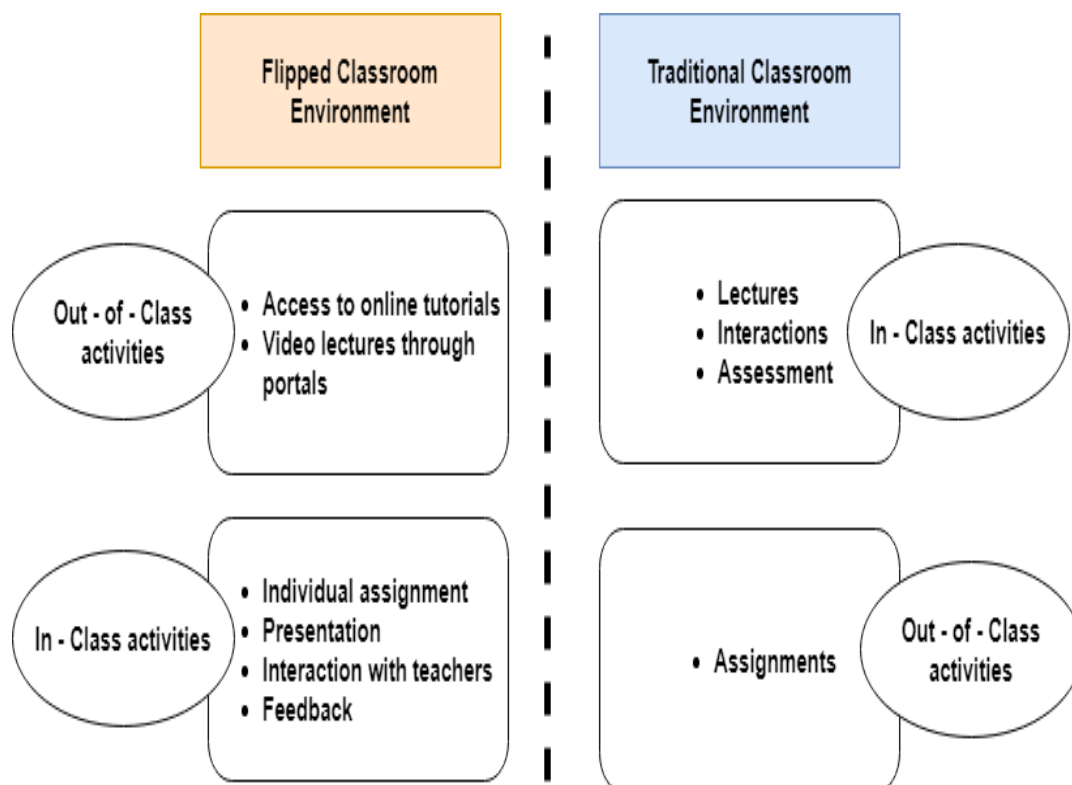 Flipped Classroom
Environment
Traditional Classroom
Environment
Out - of - Class
activities
• Access to online tutorials
• Video lectures through
portals
• Lectures
• Interactions
• Assessment
In - Class activities
In - Class activities
• Individual assignment
• Presentation
• Interaction with teachers
• Feedback
• Assignments
Out - of - Class
activities